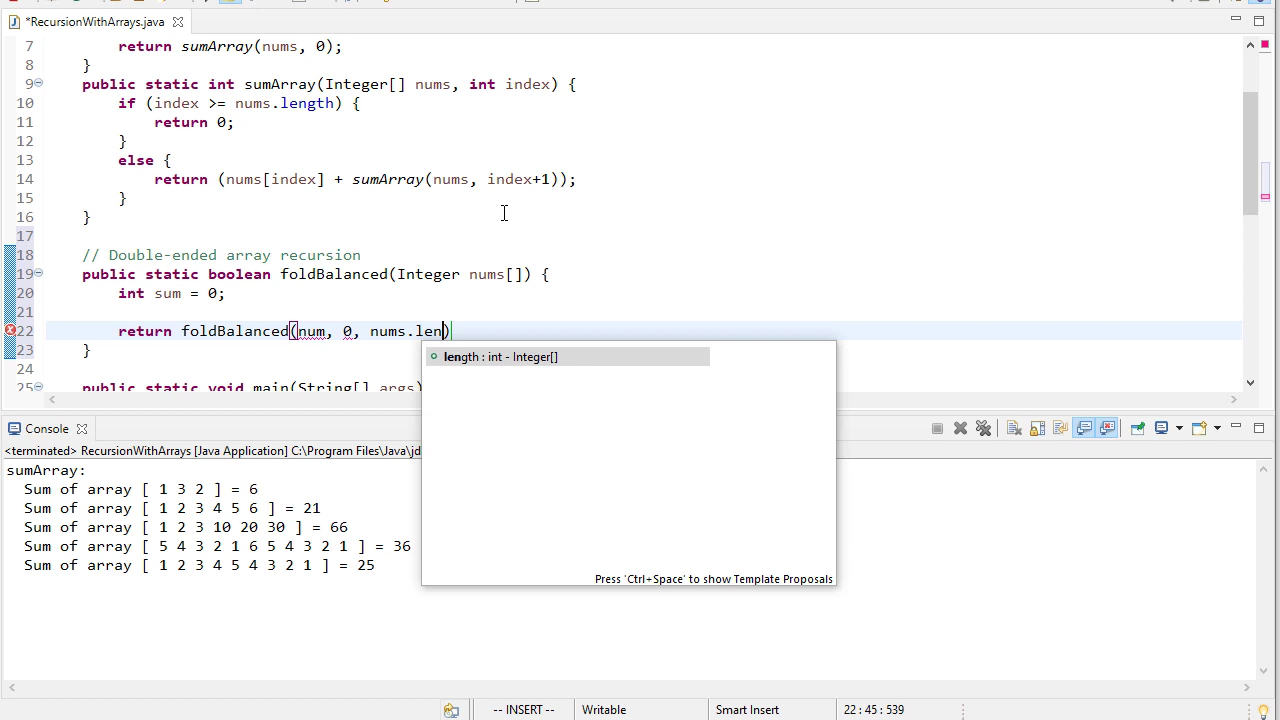 *RecursionWithArrays.java
7 return sumArray(nums, 0);
8 }
9 public static int sumArray(Integer[] nums, int index) {
10 if (index >= nums.length) {
11 return 0;
12 }
13 else {
14 return (nums[index] + sumArray(nums, index+1));
15 }
16 }
17
18 // Double-ended array recursion
19 public static boolean foldBalanced(Integer nums[]) {
20 int sum = 0;
21
22 return foldBalanced(num, 0, nums.len)
23 }
24
25 public static void main(String[] args)
length : int - Integer[]
Press 'Ctrl+Space' to show Template Proposals
Console
<terminated> RecursionWithArrays [Java Application] C:\Program Files\Java\jd
sumArray:
Sum of array [ 1 3 2 ] = 6
Sum of array [ 1 2 3 4 5 6 ] = 21
Sum of array [ 1 2 3 10 20 30 ] = 66
Sum of array [ 5 4 3 2 1 6 5 4 3 2 1 ] = 36
Sum of array [ 1 2 3 4 5 4 3 2 1 ] = 25
-- INSERT -- Writable Smart Insert 22 : 45 : 539